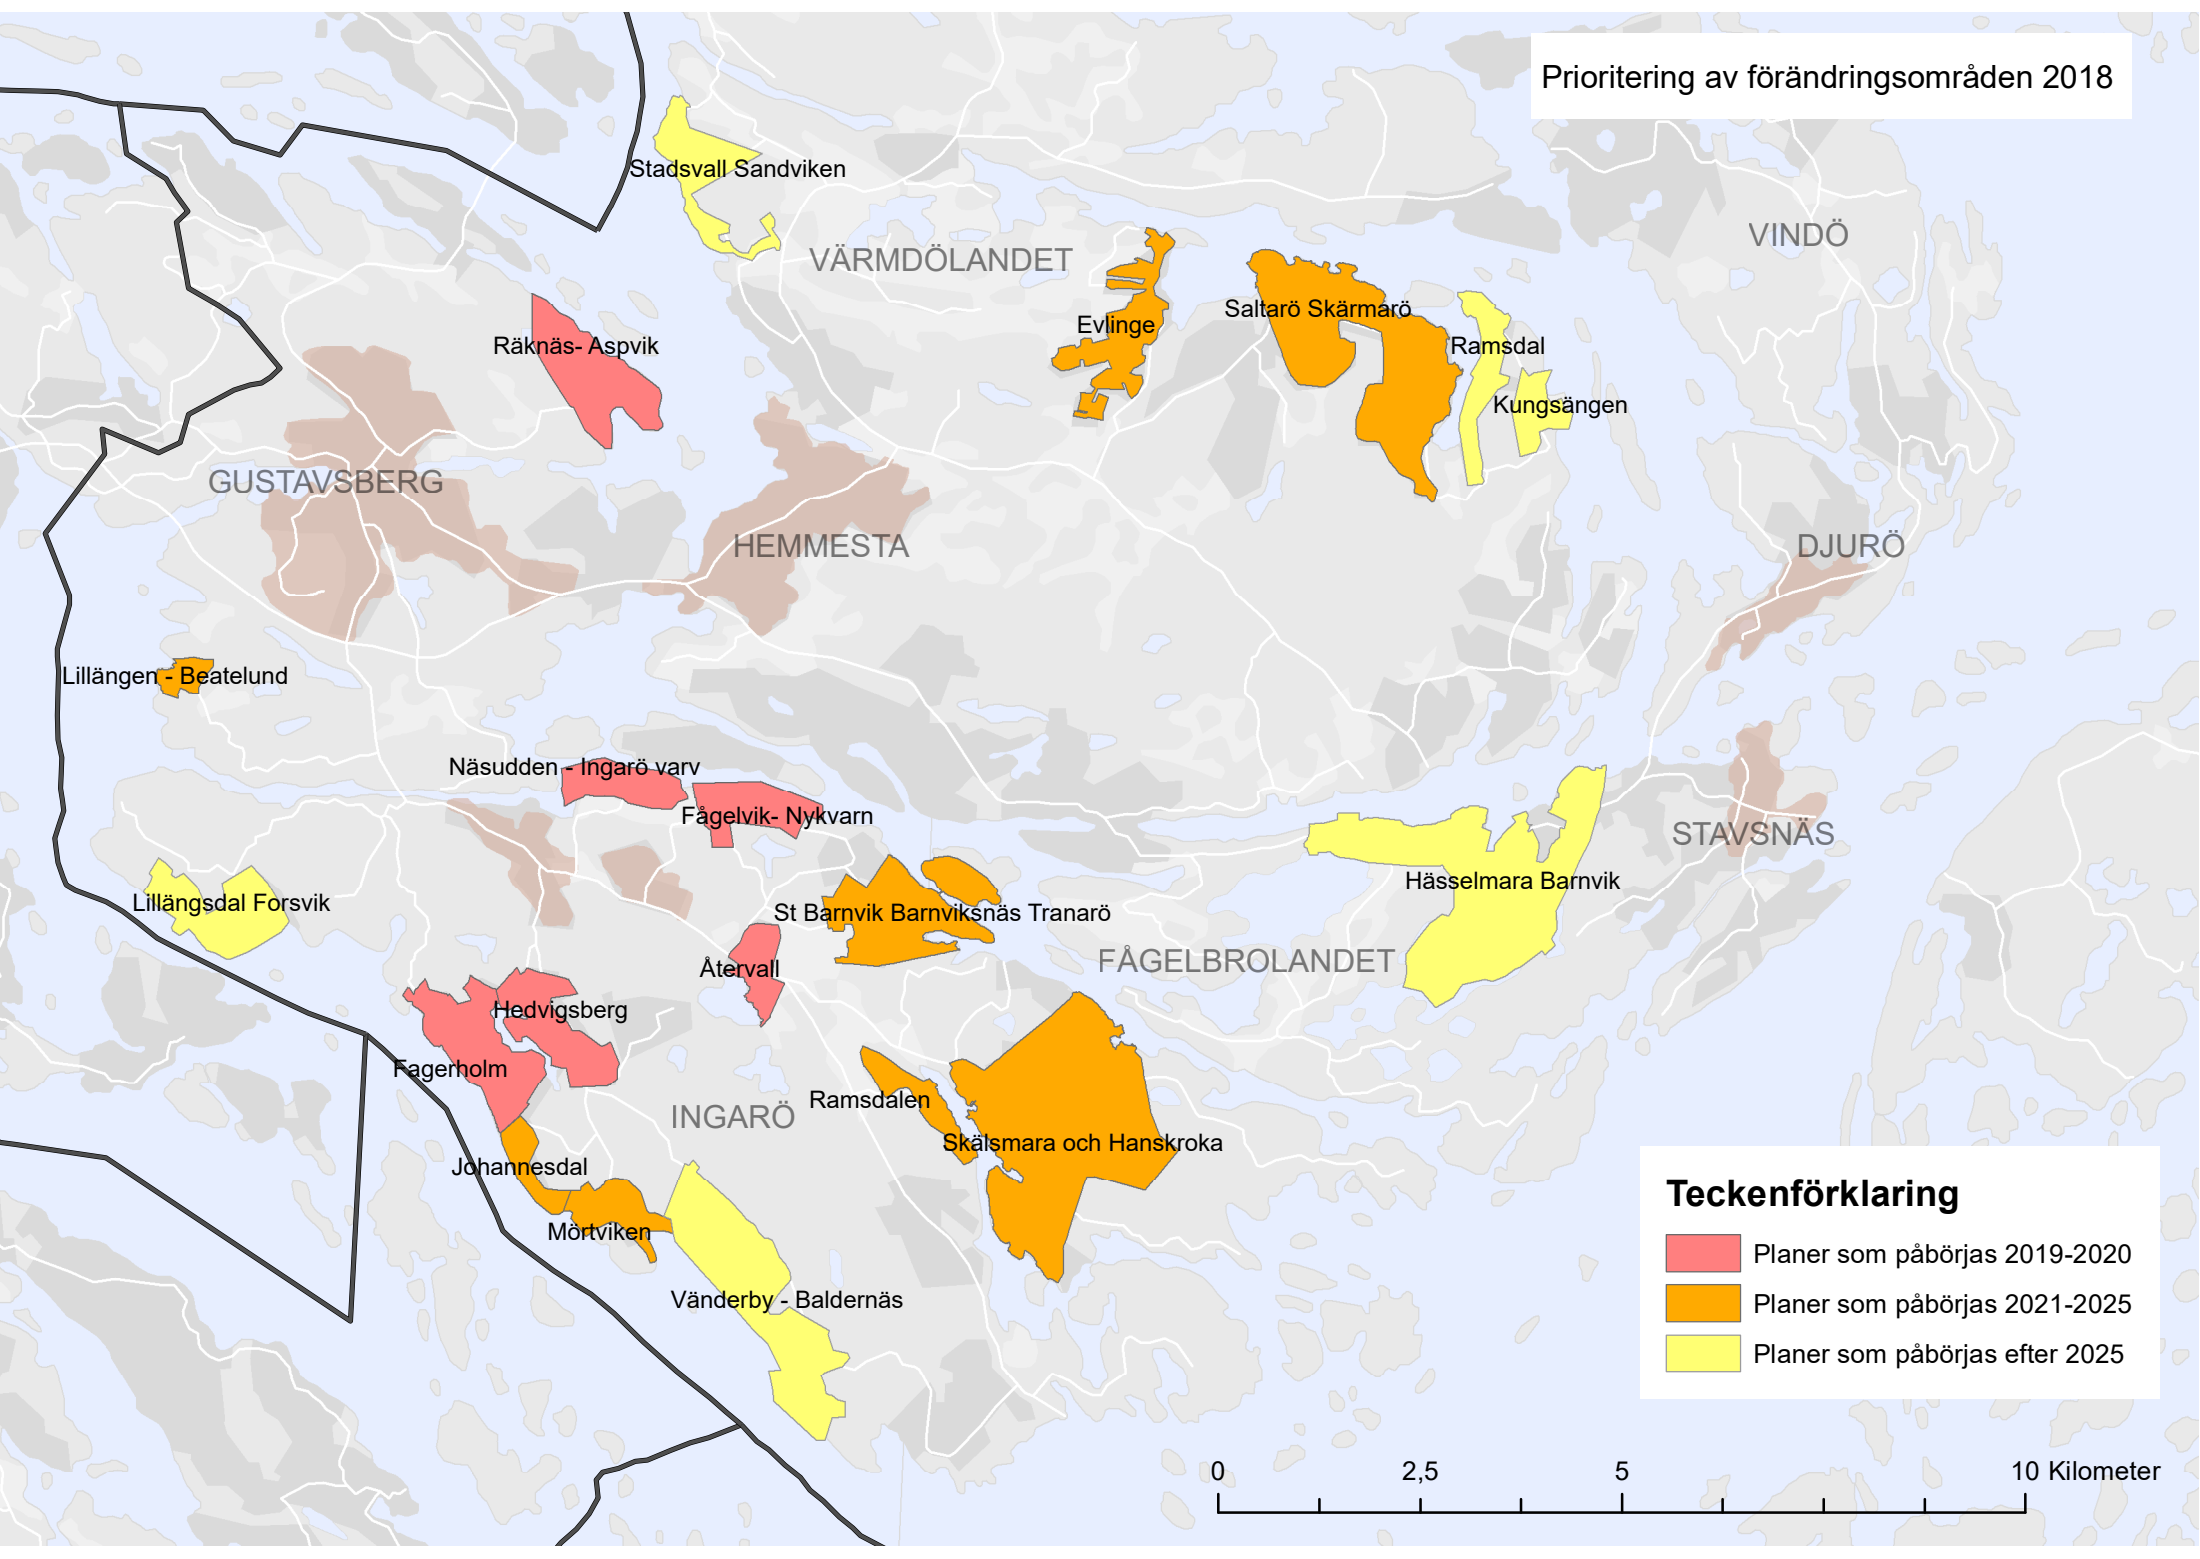 Prioritering av förändringsområden 2018
Stadsvall Sandviken
VINDÖ
VÄRMDÖLANDET
Saltarö Skärmarö
Evlinge
Räknäs- Aspvik
Ramsdal
Kungsängen
GUSTAVSBERG
HEMMESTA
DJURÖ
Lillängen - Beatelund
Näsudden - Ingarö varv
Fågelvik- Nykvarn
STAVSNÄS
Hässelmara Barnvik
Lillängsdal Forsvik
St Barnvik Barnviksnäs Tranarö
FÅGELBROLANDET
Återvall
Hedvigsberg
Fagerholm
Ramsdalen
INGARÖ
Skälsmara och Hanskroka
Johannesdal
Mörtviken
Vänderby - Baldernäs
Teckenförklaring
Planer som påbörjas 2019-2020
Planer som påbörjas 2021-2025
Planer som påbörjas efter 2025
0 2,5 5 10 Kilometer